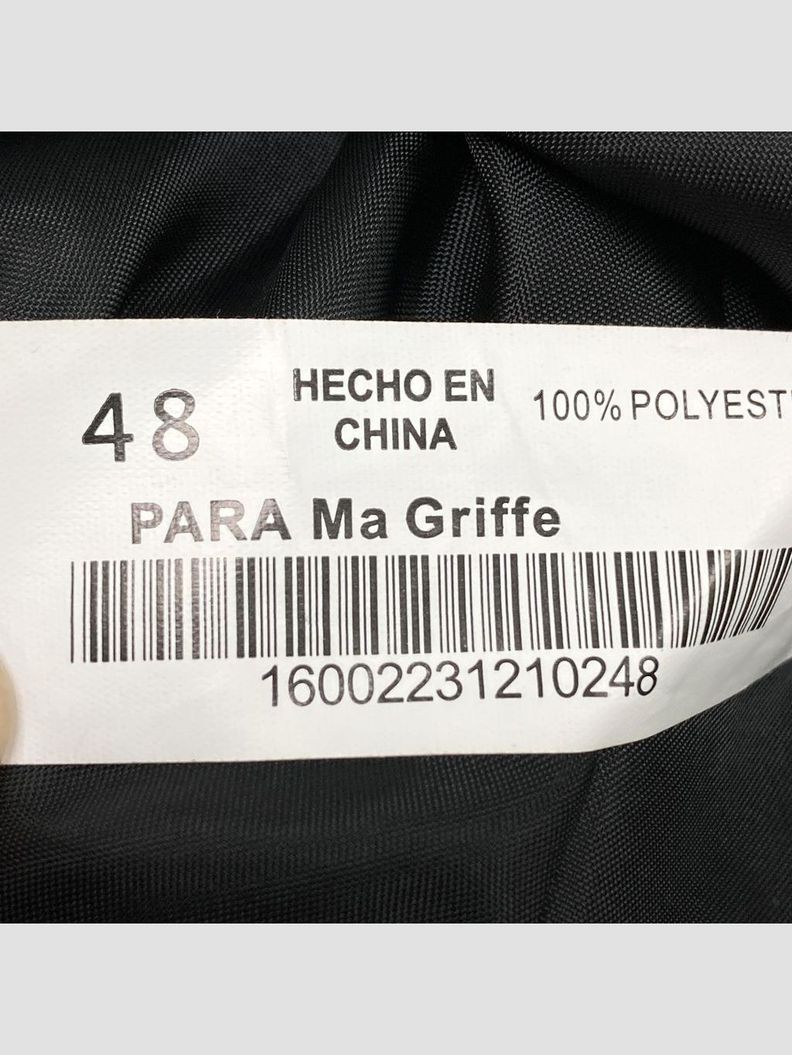 48
HECHO EN
CHINA
100% POLYEST
PARA Ma Griffe
16002231210248